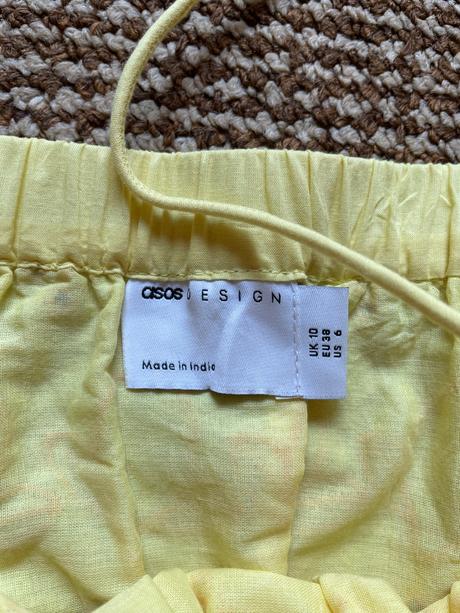 asos DESIGN
Made in India
UK 10
EU 38
US 6